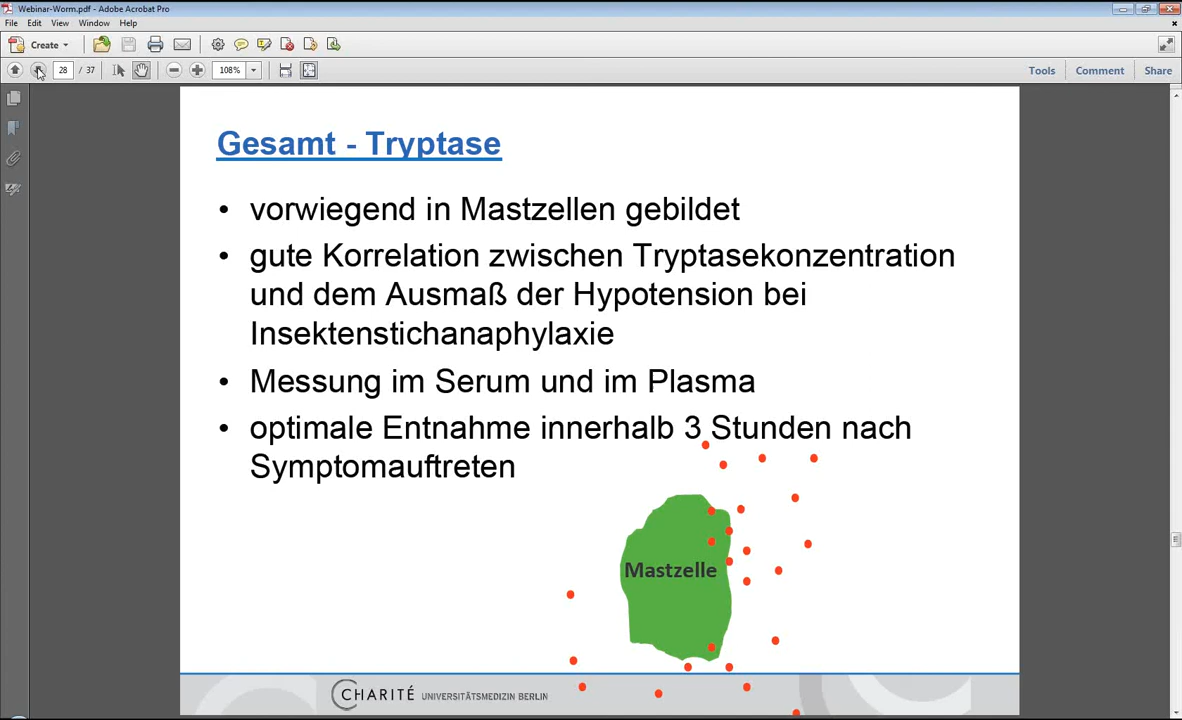 Webinar-Worm.pdf - Adobe Acrobat Pro
File Edit View Window Help
Create
28 / 37 108% Tools Comment Share
Gesamt - Tryptase
• vorwiegend in Mastzellen gebildet
• gute Korrelation zwischen Tryptasekonzentration
und dem Ausmaß der Hypotension bei
Insektenstichanaphylaxie
• Messung im Serum und im Plasma
• optimale Entnahme innerhalb 3 Stunden nach
Symptomauftreten
Mastzelle
CHARITÉ UNIVERSITÄTSMEDIZIN BERLIN